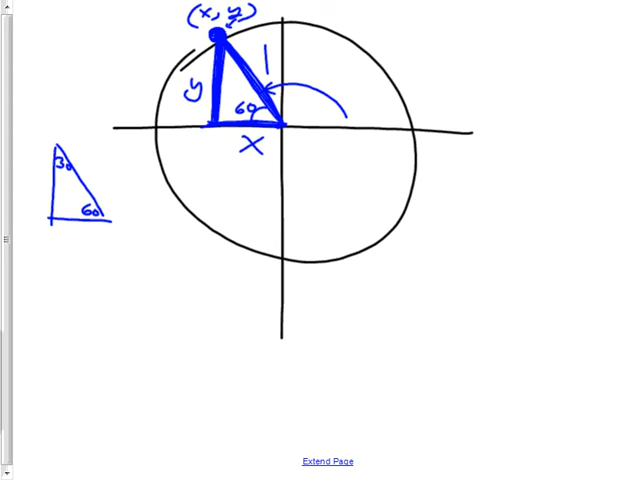 (x, y)
1
y
60
x
30
60
Extend Page